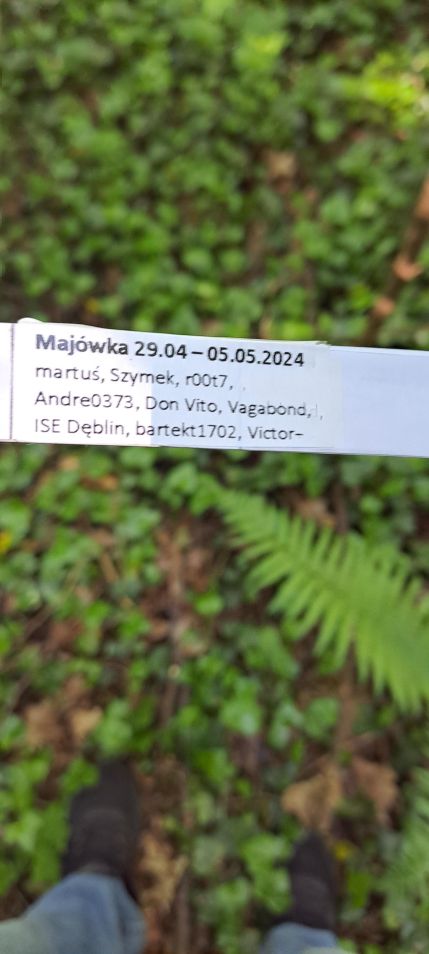 Majówka 29.04 – 05.05.2024
martuś, Szymek, r00t7,
Andre0373, Don Vito, Vagabond,
ISE Dęblin, bartekt1702, Victor-